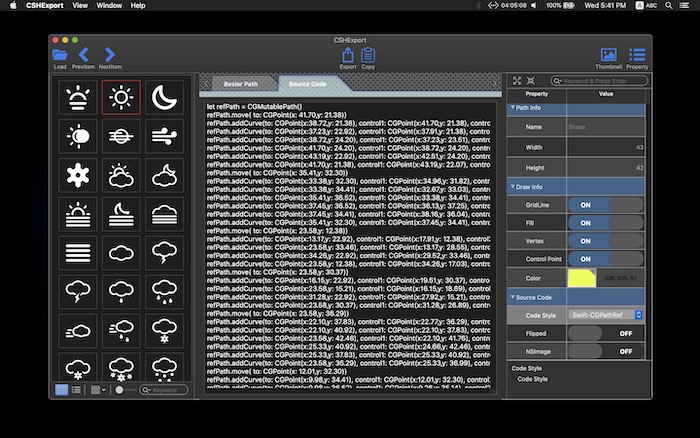 CSHExport View Window Help 04:05:08 100% Wed 5:41 PM A ABC
CSHExport
Load PrevItem NextItem Export Copy Thumbnail Property
Bezier Path Source Code
let refPath = CGMutablePath()
refPath.move( to: CGPoint(x: 41.70, y: 21.38))
refPath.addCurve(to: CGPoint(x:38.72, y: 21.38), control1: CGPoint(x:41.70, y: 21.38), contro
refPath.addCurve(to: CGPoint(x:37.23, y: 22.92), control1: CGPoint(x:37.91, y: 21.38), contro
refPath.addCurve(to: CGPoint(x:38.72, y: 24.20), control1: CGPoint(x:37.23, y: 23.51), contro
refPath.addCurve(to: CGPoint(x:41.70, y: 24.20), control1: CGPoint(x:38.72, y: 24.20), contro
refPath.addCurve(to: CGPoint(x:43.19, y: 22.92), control1: CGPoint(x:42.51, y: 24.20), contro
refPath.addCurve(to: CGPoint(x:41.70, y: 21.38), control1: CGPoint(x:43.19, y: 22.07), contro
refPath.move( to: CGPoint(x: 35.41, y: 32.30))
refPath.addCurve(to: CGPoint(x:33.38, y: 32.30), control1: CGPoint(x:34.96, y: 31.82), contro
refPath.addCurve(to: CGPoint(x:33.38, y: 34.41), control1: CGPoint(x:32.67, y: 33.03), contro
refPath.addCurve(to: CGPoint(x:35.41, y: 36.52), control1: CGPoint(x:33.38, y: 34.41), contro
refPath.addCurve(to: CGPoint(x:37.45, y: 36.52), control1: CGPoint(x:36.13, y: 37.25), contro
refPath.addCurve(to: CGPoint(x:37.45, y: 34.41), control1: CGPoint(x:38.16, y: 36.04), contro
refPath.addCurve(to: CGPoint(x:35.41, y: 32.30), control1: CGPoint(x:37.45, y: 34.41), contro
refPath.move( to: CGPoint(x: 23.58, y: 12.38))
refPath.addCurve(to: CGPoint(x:13.17, y: 22.92), control1: CGPoint(x:17.91, y: 12.38), contro
refPath.addCurve(to: CGPoint(x:23.58, y: 33.46), control1: CGPoint(x:13.17, y: 28.55), contro
refPath.addCurve(to: CGPoint(x:34.26, y: 22.92), control1: CGPoint(x:29.52, y: 33.46), contro
refPath.addCurve(to: CGPoint(x:23.58, y: 12.38), control1: CGPoint(x:34.26, y: 17.03), contro
refPath.move( to: CGPoint(x: 23.58, y: 30.37))
refPath.addCurve(to: CGPoint(x:16.15, y: 22.92), control1: CGPoint(x:19.51, y: 30.37), contro
refPath.addCurve(to: CGPoint(x:23.58, y: 15.21), control1: CGPoint(x:16.15, y: 18.69), contro
refPath.addCurve(to: CGPoint(x:31.28, y: 22.92), control1: CGPoint(x:27.92, y: 15.21), contro
refPath.addCurve(to: CGPoint(x:23.58, y: 30.37), control1: CGPoint(x:31.28, y: 26.89), contro
refPath.move( to: CGPoint(x: 23.58, y: 36.29))
refPath.addCurve(to: CGPoint(x:22.10, y: 37.83), control1: CGPoint(x:22.77, y: 36.29), contro
refPath.addCurve(to: CGPoint(x:22.10, y: 40.92), control1: CGPoint(x:22.10, y: 37.83), contro
refPath.addCurve(to: CGPoint(x:23.58, y: 42.46), control1: CGPoint(x:22.10, y: 41.76), contro
refPath.addCurve(to: CGPoint(x:25.33, y: 40.92), control1: CGPoint(x:24.66, y: 42.46), contro
refPath.addCurve(to: CGPoint(x:25.33, y: 37.83), control1: CGPoint(x:25.33, y: 40.92), contro
refPath.addCurve(to: CGPoint(x:23.58, y: 36.29), control1: CGPoint(x:25.33, y: 36.99), contro
refPath.move( to: CGPoint(x: 12.01, y: 32.30))
refPath.addCurve(to: CGPoint(x:9.98, y: 34.41), control1: CGPoint(x:12.01, y: 32.30), control2
Keyword & Press Enter
Property Value
Path Info
Name Shape
Width 43
Height 42
Draw Info
GridLine ON
Fill ON
Vertex ON
Control Point ON
Color 236, 255, 51
Source Code
Code Style Swift-CGPathRef
Flipped OFF
NSImage OFF
Code Style
Code Style
Keyword